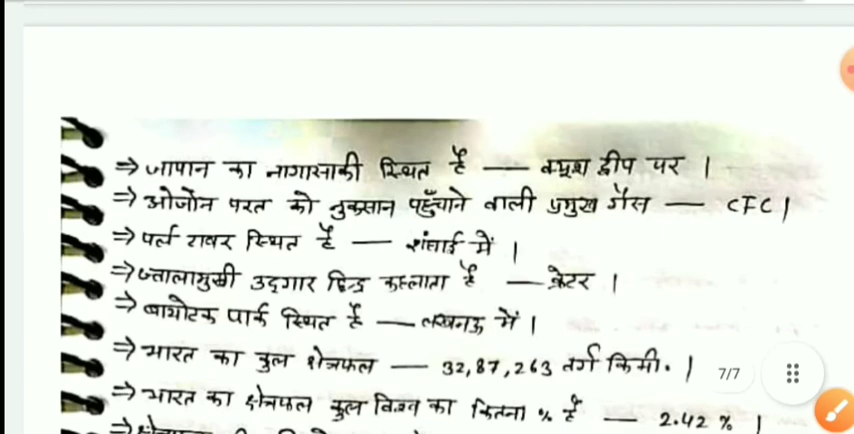 ⇒ जापान का नागासाकी स्थित है — क्यूशू द्वीप पर |
⇒ ओजोन परत को नुकसान पहुँचाने वाली प्रमुख गैस — CFC |
⇒ पर्ल टावर स्थित है — शंघाई में |
⇒ ज्वालामुखी उद्गार छिद्र कहलाता है — क्रेटर |
⇒ बायोटेक पार्क स्थित है — लखनऊ में |
⇒ भारत का कुल क्षेत्रफल — 32,87,263 वर्ग किमी. |
7/7
⇒ भारत का क्षेत्रफल कुल विश्व का कितना % है — 2.42 % |